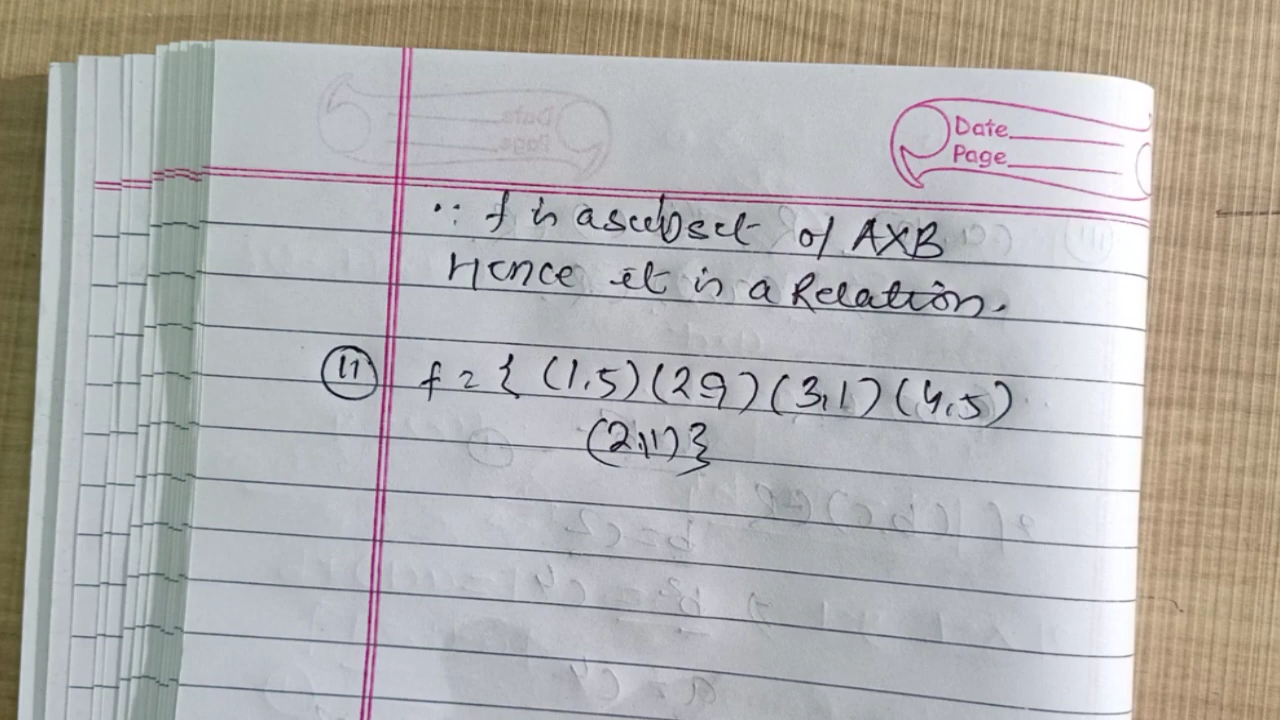 Date
Page
∵ f is a subset of AXB
Hence it is a Relation.
(11) f = { (1,5) (2 9) (3,1) (4,5)
(2,11) }